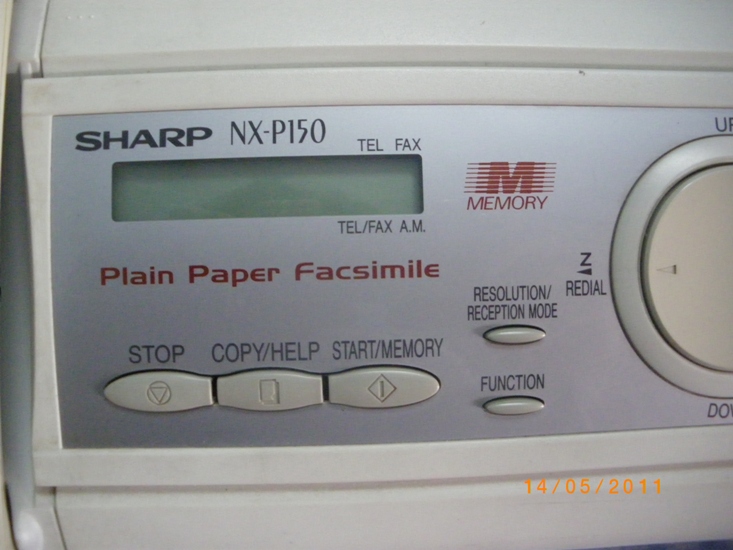 SHARP NX-P150
TEL FAX
TEL/FAX A.M.
M
MEMORY
Plain Paper Facsimile
Z
REDIAL
RESOLUTION/
RECEPTION MODE
STOP COPY/HELP START/MEMORY
FUNCTION
14/05/2011